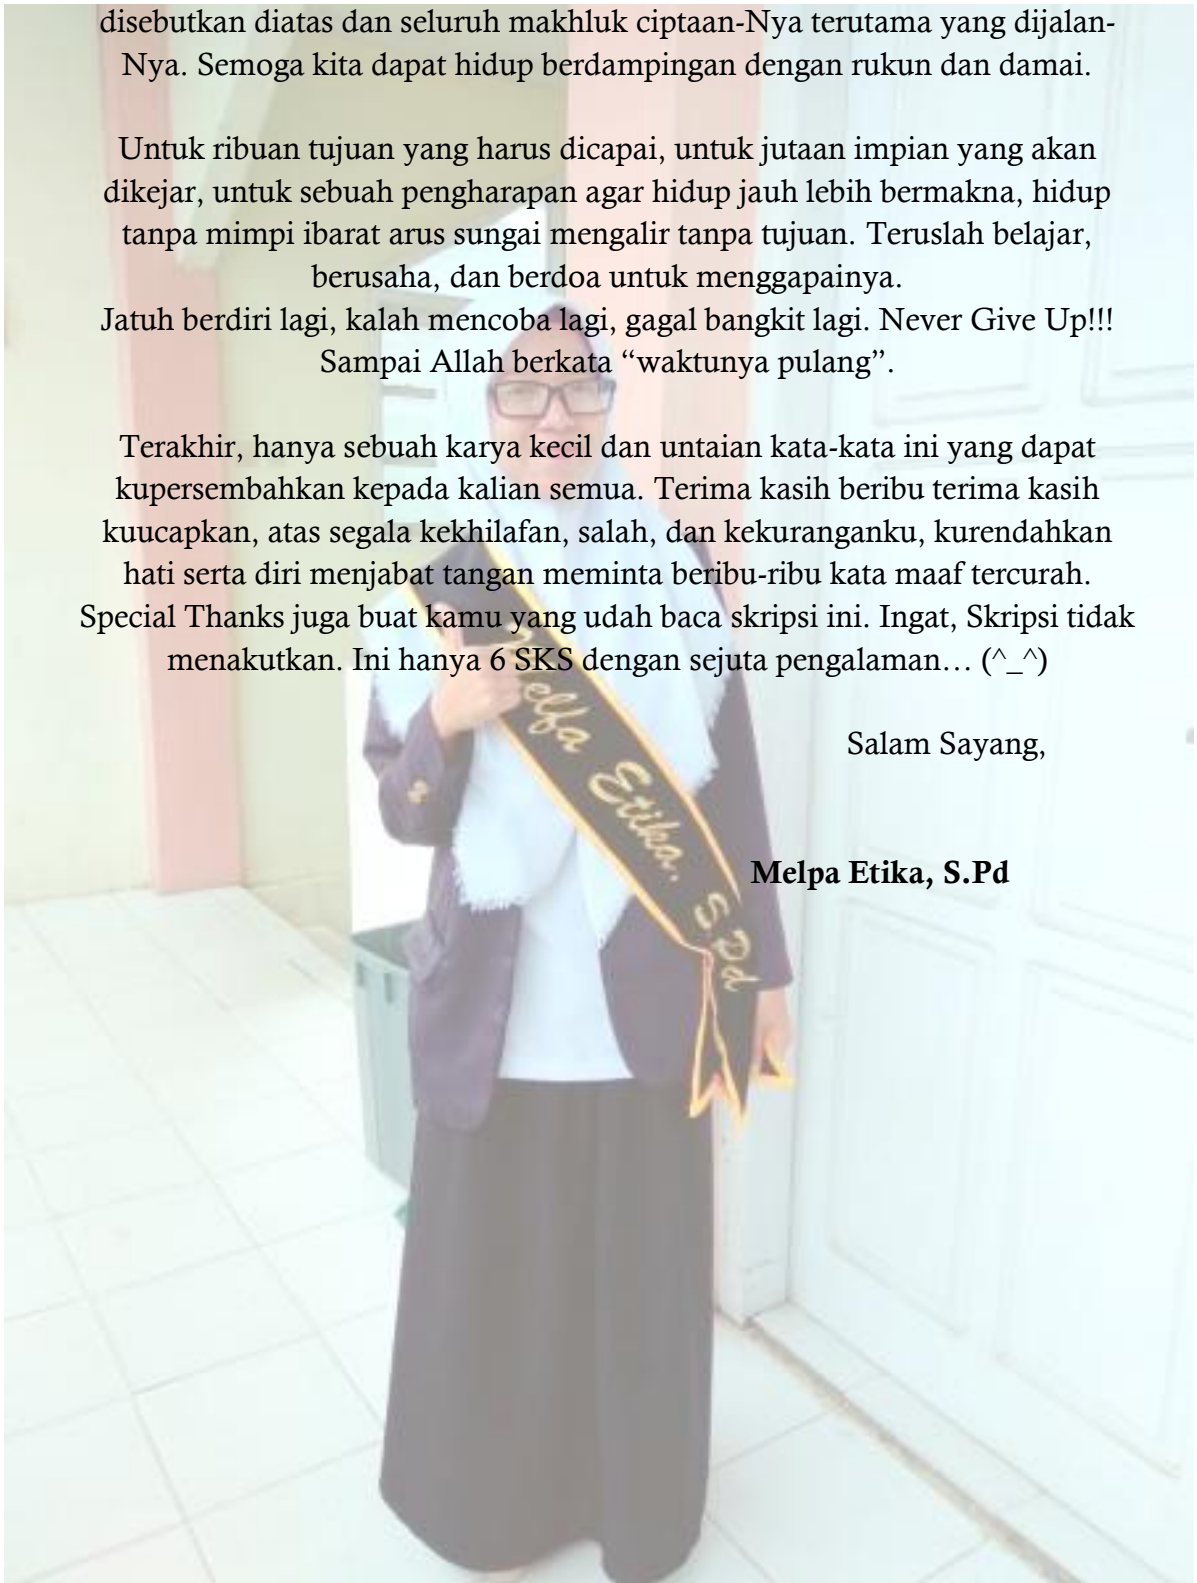 disebutkan diatas dan seluruh makhluk ciptaan-Nya terutama yang dijalan-
Nya. Semoga kita dapat hidup berdampingan dengan rukun dan damai.
Untuk ribuan tujuan yang harus dicapai, untuk jutaan impian yang akan
dikejar, untuk sebuah pengharapan agar hidup jauh lebih bermakna, hidup
tanpa mimpi ibarat arus sungai mengalir tanpa tujuan. Teruslah belajar,
berusaha, dan berdoa untuk menggapainya.
Jatuh berdiri lagi, kalah mencoba lagi, gagal bangkit lagi. Never Give Up!!!
Sampai Allah berkata “waktunya pulang”.
Terakhir, hanya sebuah karya kecil dan untaian kata-kata ini yang dapat
kupersembahkan kepada kalian semua. Terima kasih beribu terima kasih
kuucapkan, atas segala kekhilafan, salah, dan kekuranganku, kurendahkan
hati serta diri menjabat tangan meminta beribu-ribu kata maaf tercurah.
Special Thanks juga buat kamu yang udah baca skripsi ini. Ingat, Skripsi tidak
menakutkan. Ini hanya 6 SKS dengan sejuta pengalaman… (^_^)
Salam Sayang,
Melpa Etika, S.Pd
Melfa Etika. S.Pd